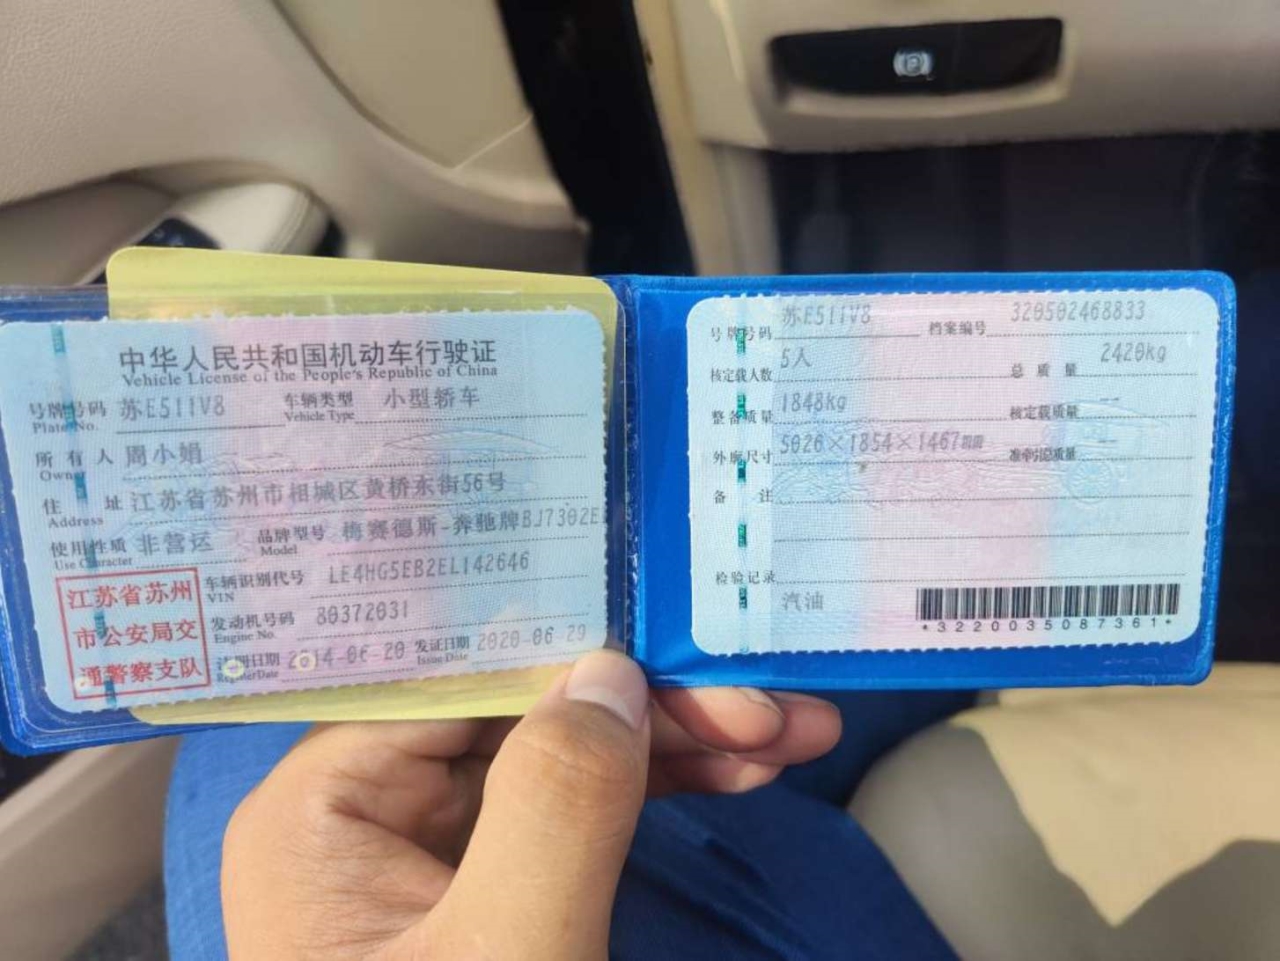 中华人民共和国机动车行驶证
Vehicle License of the People's Republic of China
号牌号码 苏E511V8 车辆类型 小型轿车
Plate No. Vehicle Type
所有人 周小娟
Owner
住址 江苏省苏州市相城区黄桥东街56号
Address
使用性质 非营运 品牌型号 梅赛德斯-奔驰牌BJ7302E
Use Character Model
车辆识别代号 LE4HG5EB2EL142646
VIN
发动机号码 80372031
Engine No.
注册日期 2014-06-20 发证日期 2020-06-29
Register Date Issue Date
江苏省苏州
市公安局交
通警察支队
号牌号码 苏E511V8 档案编号 320502468833
核定载人数 5人 总质量 2420kg
整备质量 1848kg 核定载质量 --
外廓尺寸 5026×1854×1467mm 准牵引总质量 --
备注
检验记录
汽油
*3220035087361*